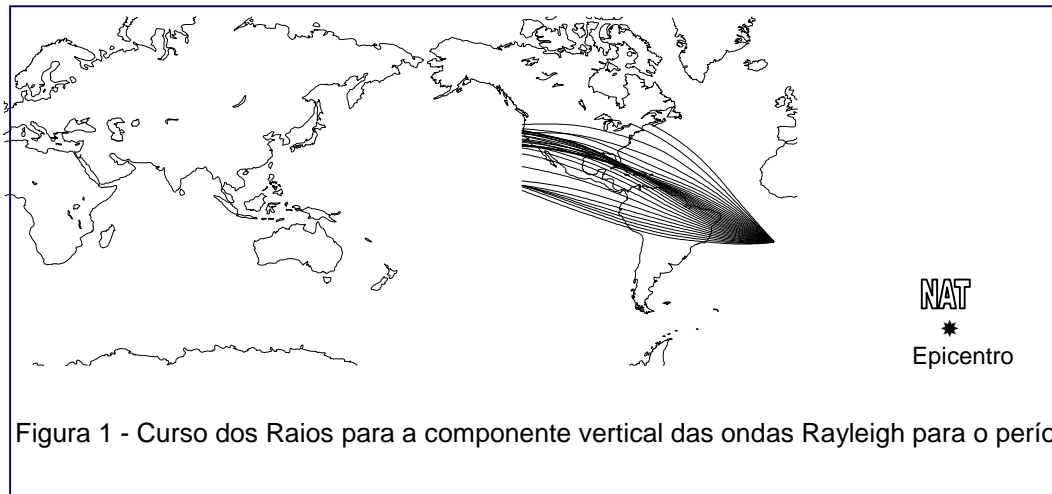 NAT
Epicentro
Figura 1 - Curso dos Raios para a componente vertical das ondas Rayleigh para o perío